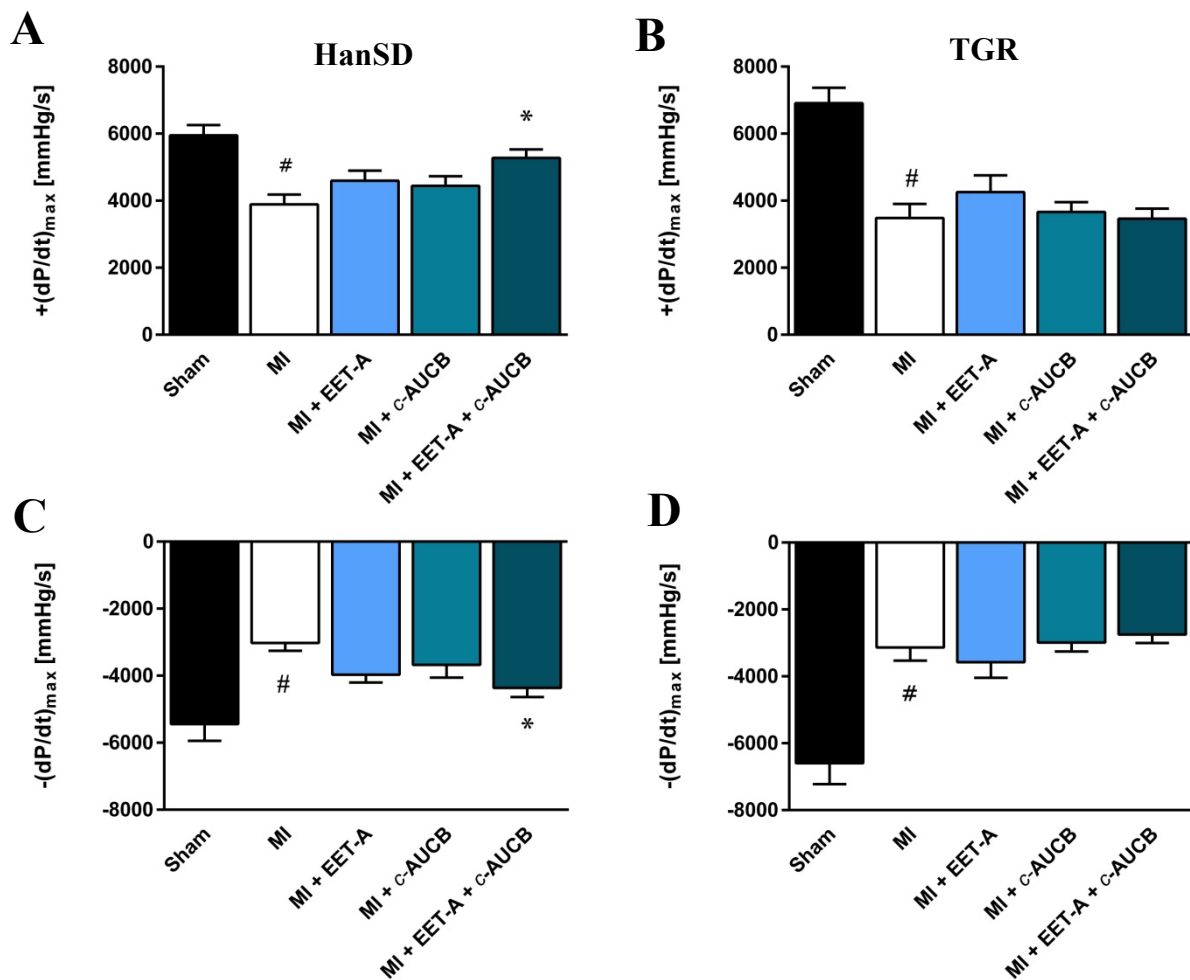 A
HanSD
+(dP/dt)max [mmHg/s]
8000
6000
4000
2000
0
#
*
Sham
MI
MI + EET-A
MI + c-AUCB
MI + EET-A + c-AUCB
B
TGR
+(dP/dt)max [mmHg/s]
8000
6000
4000
2000
0
#
Sham
MI
MI + EET-A
MI + c-AUCB
MI + EET-A + c-AUCB
C
-(dP/dt)max [mmHg/s]
0
-2000
-4000
-6000
-8000
#
*
Sham
MI
MI + EET-A
MI + c-AUCB
MI + EET-A + c-AUCB
D
-(dP/dt)max [mmHg/s]
0
-2000
-4000
-6000
-8000
#
Sham
MI
MI + EET-A
MI + c-AUCB
MI + EET-A + c-AUCB